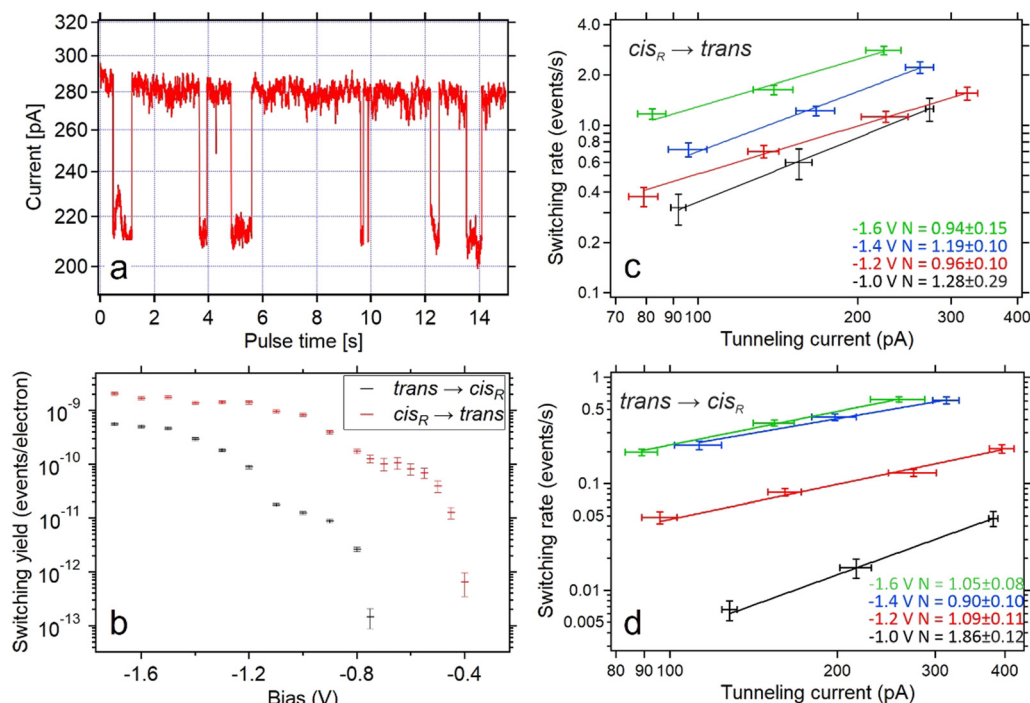 320
300
280
260
240
220
200
Current [pA]
a
0
2
4
6
8
10
12
14
Pulse time [s]
4.0
2.0
1.0
0.8
0.6
0.4
0.2
0.1
Switching rate (events/s)
cisR → trans
-1.6 V N = 0.94±0.15
-1.4 V N = 1.19±0.10
-1.2 V N = 0.96±0.10
-1.0 V N = 1.28±0.29
c
70
80
90
100
200
300
400
Tunneling current (pA)
10-9
10-10
10-11
10-12
10-13
Switching yield (events/electron)
trans → cisR
cisR → trans
b
-1.6
-1.2
-0.8
-0.4
Bias (V)
1
0.5
0.1
0.05
0.01
0.005
Switching rate (events/s)
trans → cisR
-1.6 V N = 1.05±0.08
-1.4 V N = 0.90±0.10
-1.2 V N = 1.09±0.11
-1.0 V N = 1.86±0.12
d
80
100
200
300
400
Tunneling current (pA)